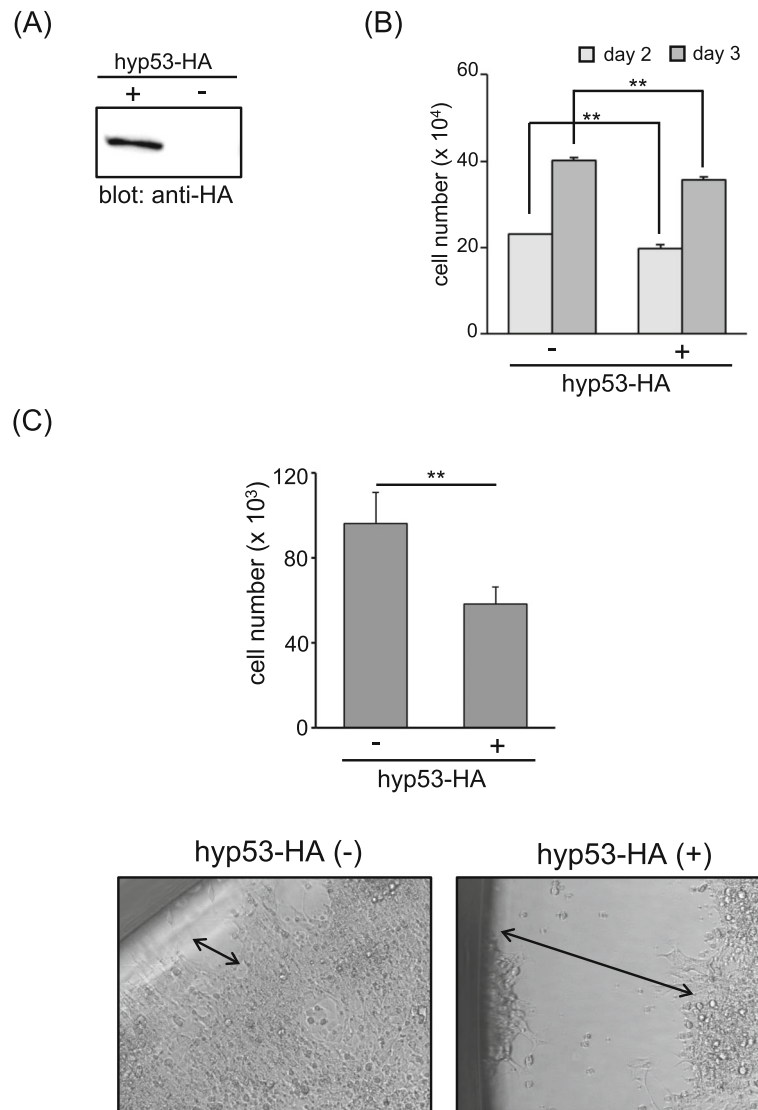 (A)
hyp53-HA
+ -
blot: anti-HA
(B)
day 2 day 3
cell number (x 10⁴)
60
40
20
0
**
**
- +
hyp53-HA
(C)
cell number (x 10³)
120
80
40
0
**
- +
hyp53-HA
hyp53-HA (-) hyp53-HA (+)